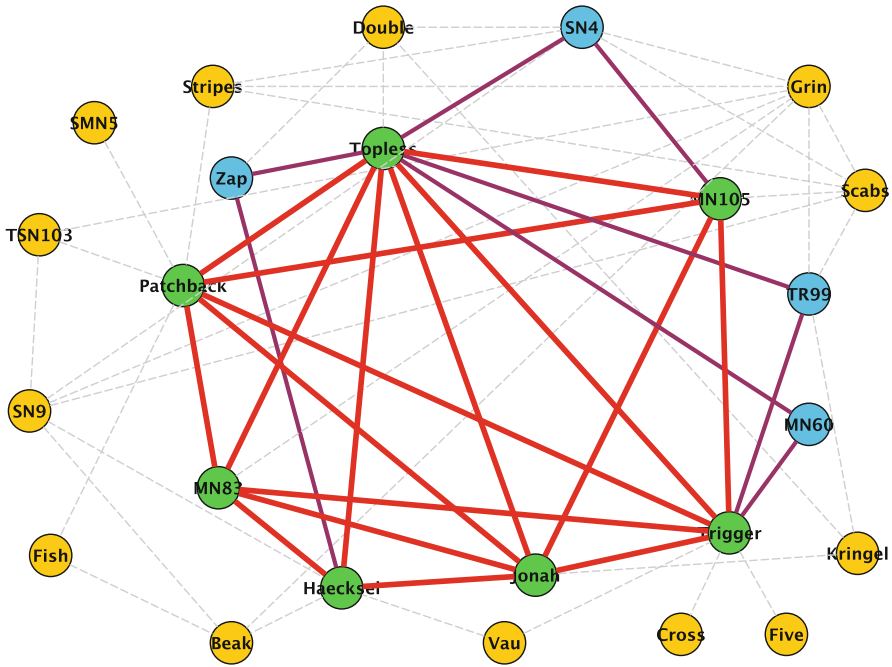 Double
SN4
Stripes
Grin
SMN5
Topless
Zap
Scabs
MN105
TSN103
Patchback
TR99
SN9
MN60
MN83
Trigger
Fish
Kringel
Jonah
Haecksel
Beak
Vau
Cross
Five